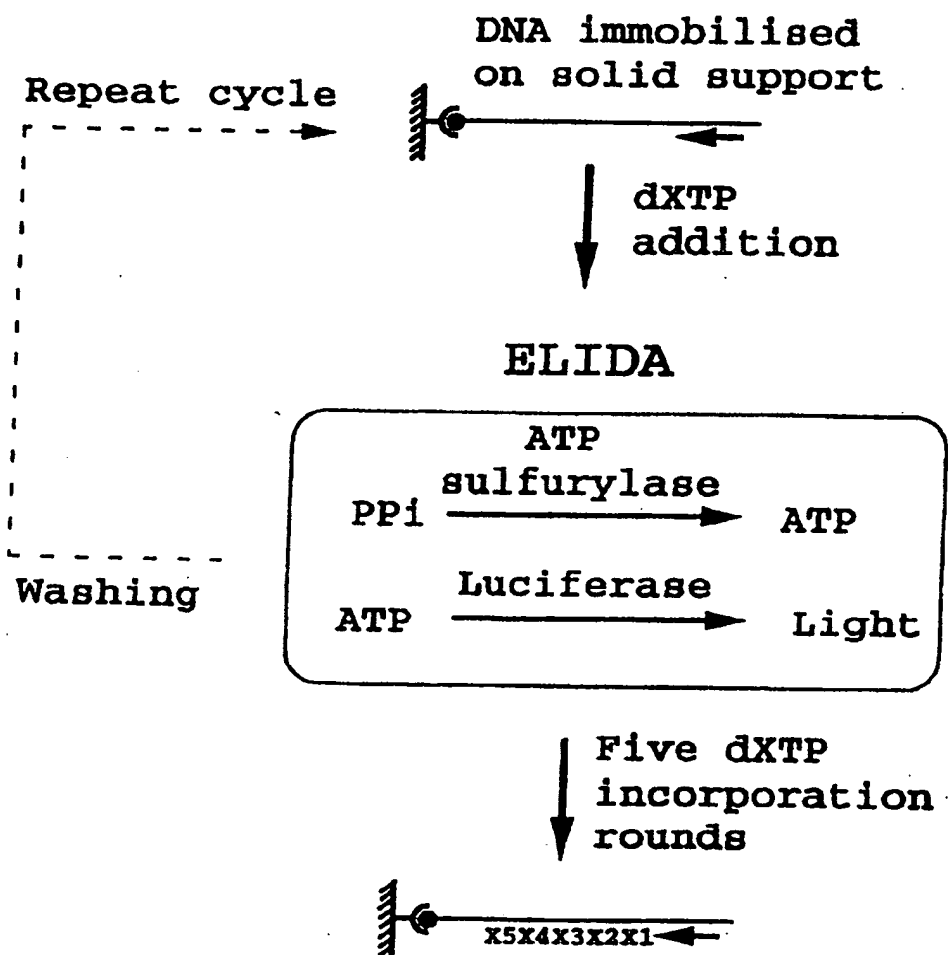 DNA immobilised
on solid support
Repeat cycle
dXTP
addition
ELIDA
ATP
sulfurylase
PPi
ATP
Washing
Luciferase
ATP
Light
Five dXTP
incorporation
rounds
X5X4X3X2X1